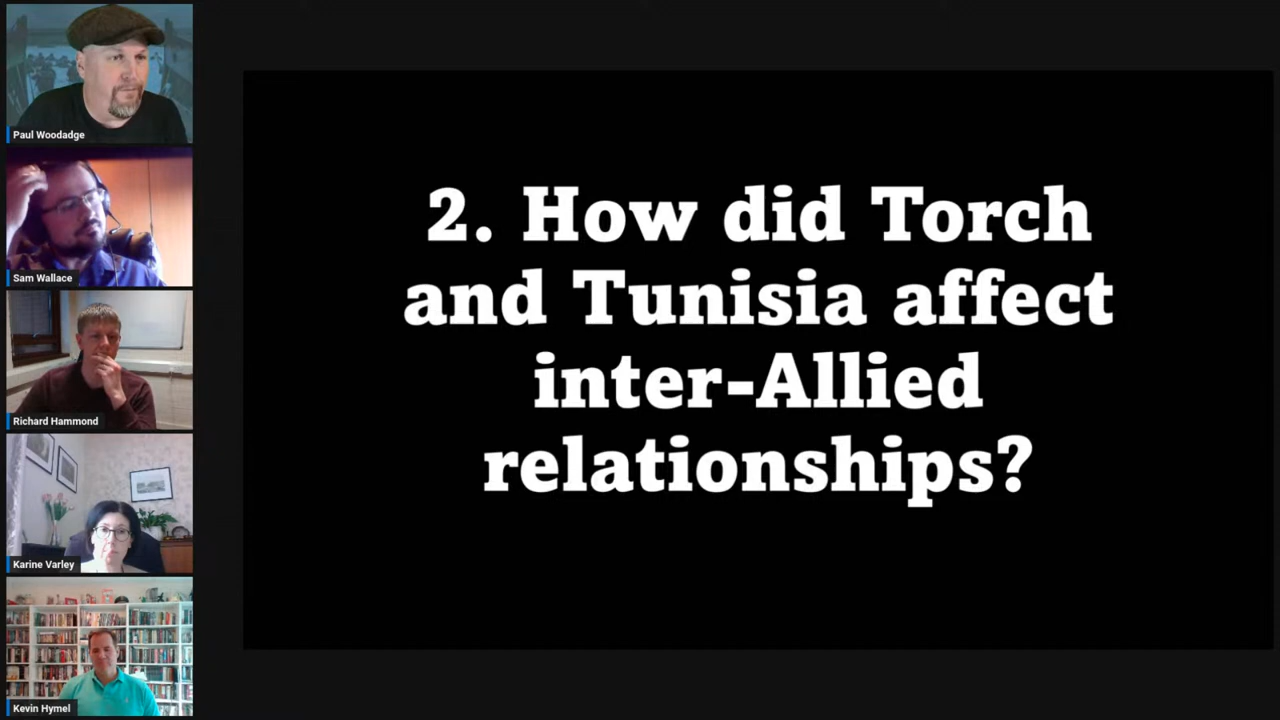 Paul Woodadge
Sam Wallace
Richard Hammond
Karine Varley
Kevin Hymel
2. How did Torch
and Tunisia affect
inter-Allied
relationships?